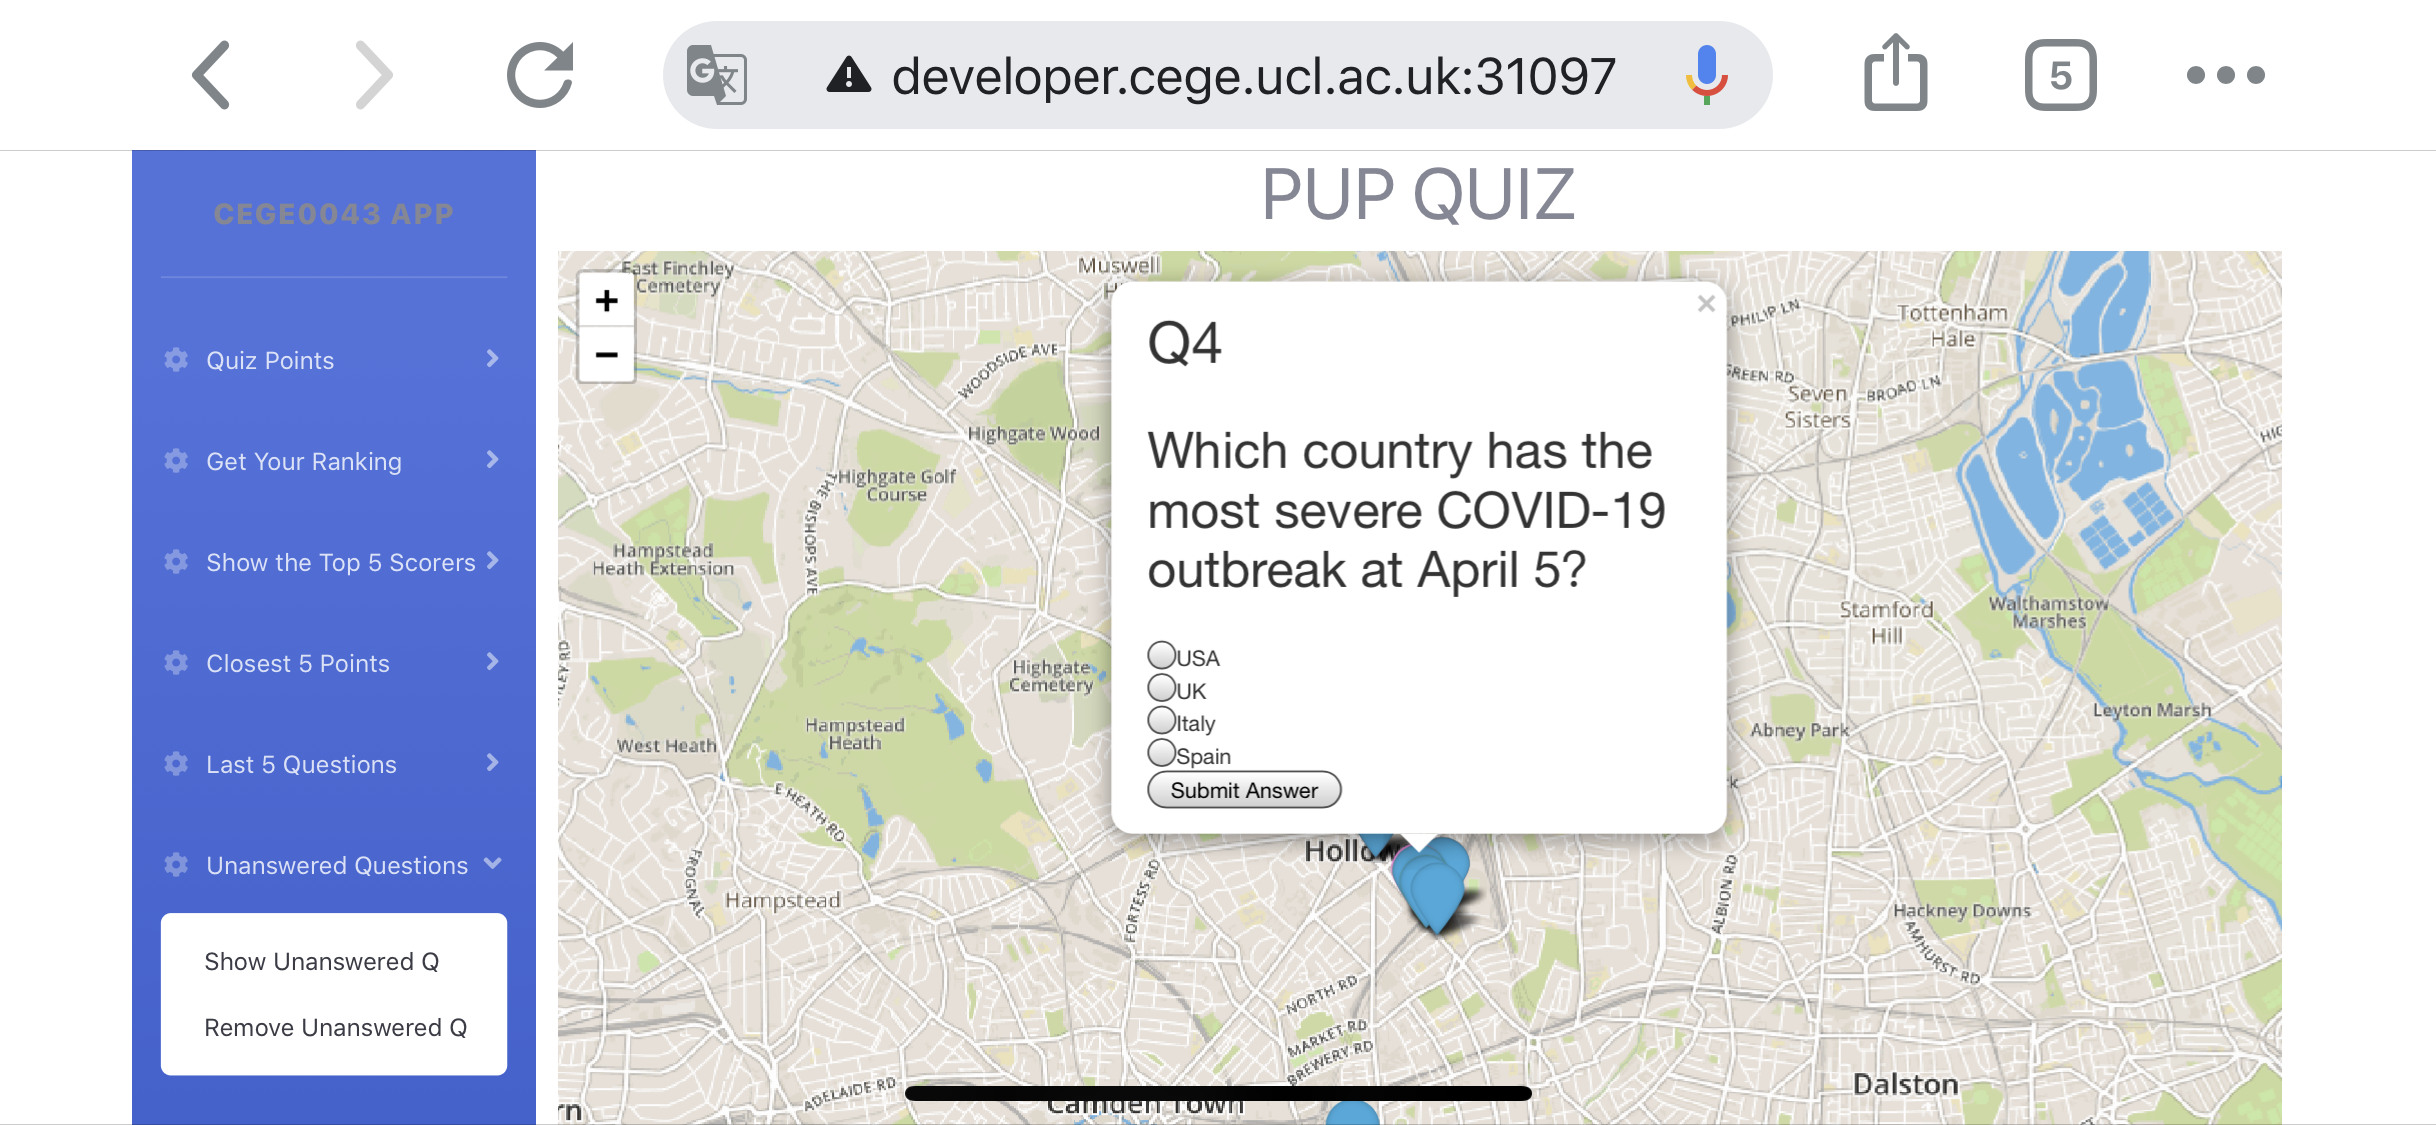 developer.cege.ucl.ac.uk:31097
5
CEGE0043 APP
Quiz Points
Get Your Ranking
Show the Top 5 Scorers
Closest 5 Points
Last 5 Questions
Unanswered Questions
Show Unanswered Q
Remove Unanswered Q
PUP QUIZ
+
−
East Finchley
Cemetery
Muswell
WOODSIDE AVE
Highgate Wood
Highgate Golf
Course
THE BISHOPS AVE
Hampstead
Heath Extension
Highgate
Cemetery
Hampstead
Heath
West Heath
E HEATH RD
FROGNAL
Hampstead
FORTESS RD
ADELAIDE RD
Camden Town
NORTH RD
MARKET RD
BREWERY RD
×
Q4
Which country has the
most severe COVID-19
outbreak at April 5?
USA
UK
Italy
Spain
Submit Answer
PHILIP LN
Tottenham
Hale
GREEN RD
Seven
Sisters
BROAD LN
Stamford
Hill
Walthamstow
Marshes
Abney Park
Leyton Marsh
ALBION RD
Hackney Downs
AMHURST RD
Dalston